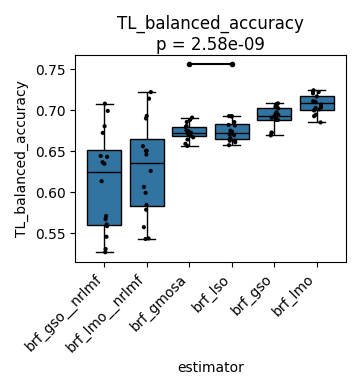 TL_balanced_accuracy
p = 2.58e-09
0.75
0.70
0.65
0.60
0.55
TL_balanced_accuracy
brf_gso__nrlmf
brf_lmo__nrlmf
brf_gmosa
brf_lso
brf_gso
brf_lmo
estimator